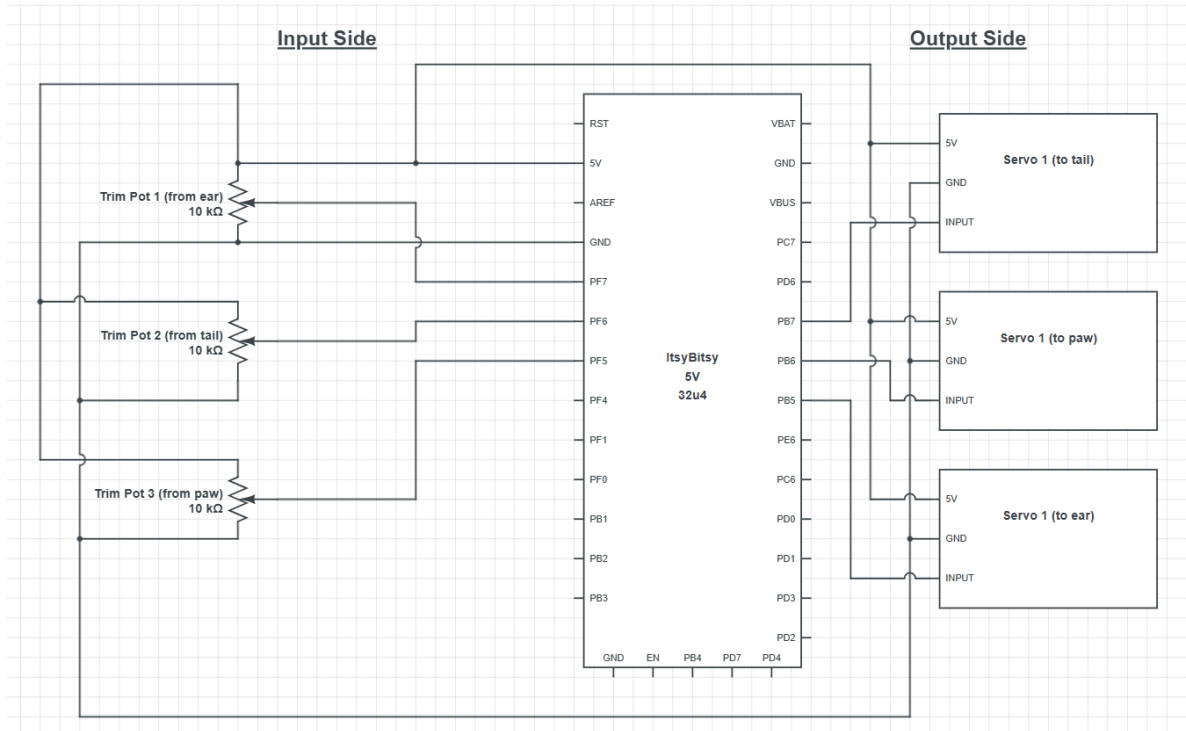 Input Side
Output Side
Trim Pot 1 (from ear)
10 kΩ
Trim Pot 2 (from tail)
10 kΩ
Trim Pot 3 (from paw)
10 kΩ
RST
5V
AREF
GND
PF7
PF6
PF5
PF4
PF1
PF0
PB1
PB2
PB3
ItsyBitsy
5V
32u4
VBAT
GND
VBUS
PC7
PD6
PB7
PB6
PB5
PE6
PC6
PD0
PD1
PD3
PD2
GND EN PB4 PD7 PD4
5V
Servo 1 (to tail)
GND
INPUT
5V
Servo 1 (to paw)
GND
INPUT
5V
Servo 1 (to ear)
GND
INPUT